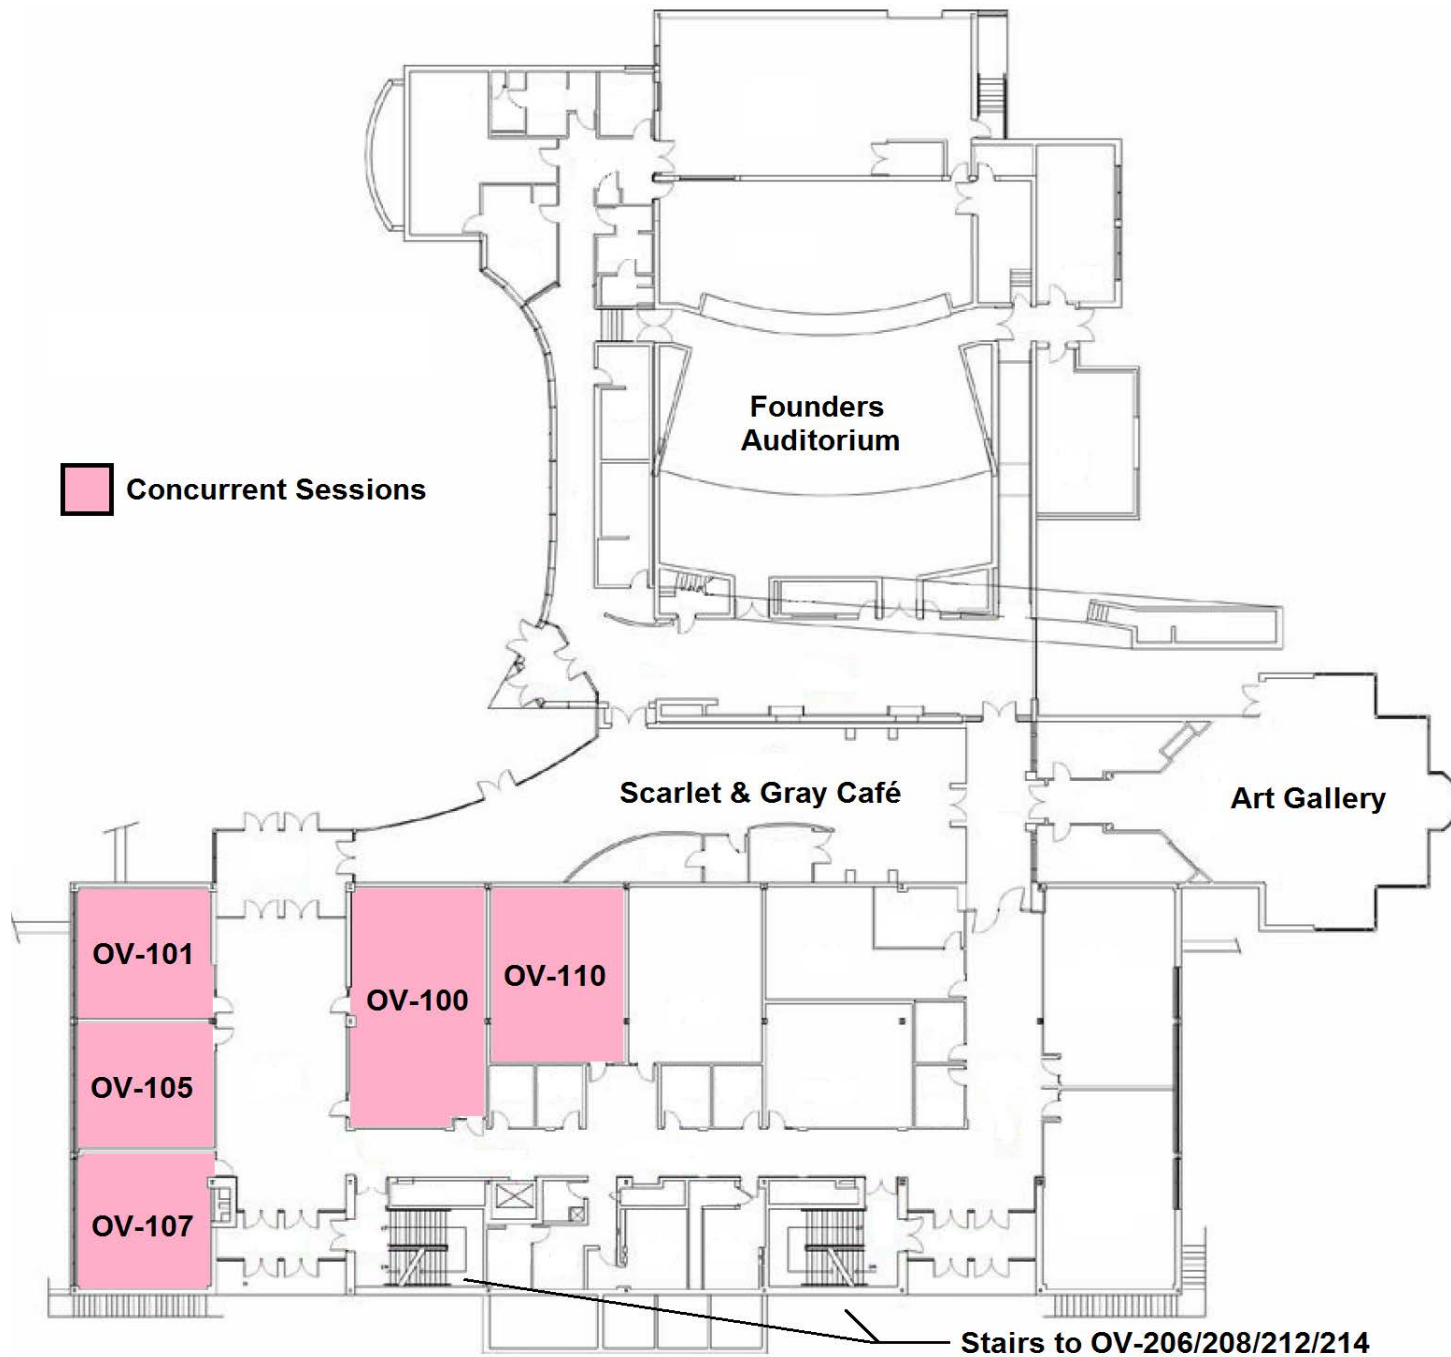 Founders
Auditorium
Concurrent Sessions
Scarlet & Gray Café
Art Gallery
OV-101
OV-100
OV-110
OV-105
OV-107
Stairs to OV-206/208/212/214